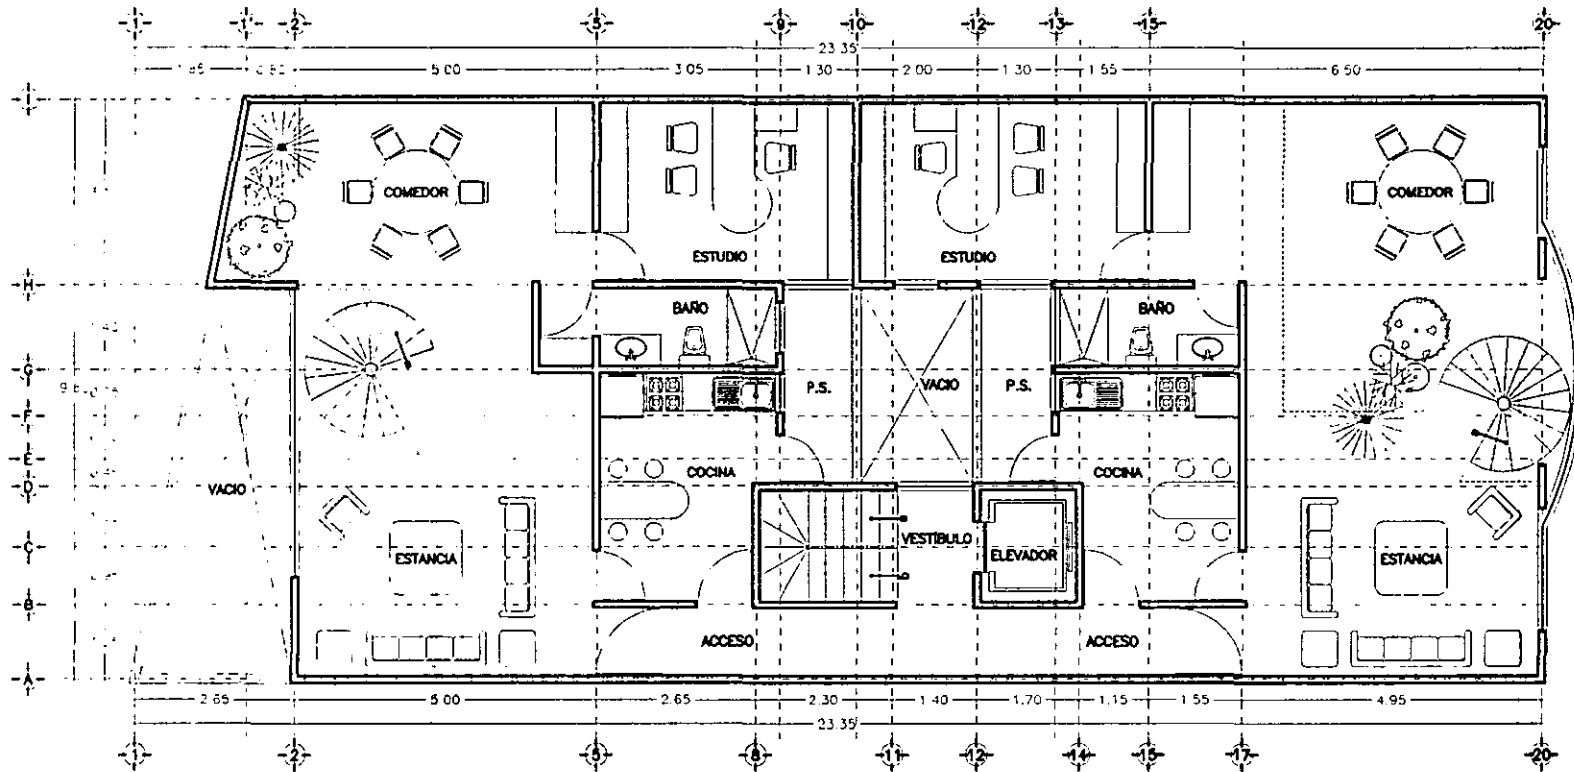 1 1' 2 5 9 10 13 15 20
23.35
1.85 5.00 3.05 1.30 2.00 1.30 1.55 6.50
I
COMEDOR COMEDOR
ESTUDIO ESTUDIO
H
BAÑO BAÑO
G
P.S. VACIO P.S.
F
E
COCINA COCINA
D
VACIO
VESTÍBULO ELEVADOR
C
ESTANCIA ESTANCIA
B
b
ACCESO ACCESO
A
2.65 5.00 2.65 2.30 1.40 1.70 1.15 1.55 4.95
23.35
1 2 5 8 11 12 14 15 17 20